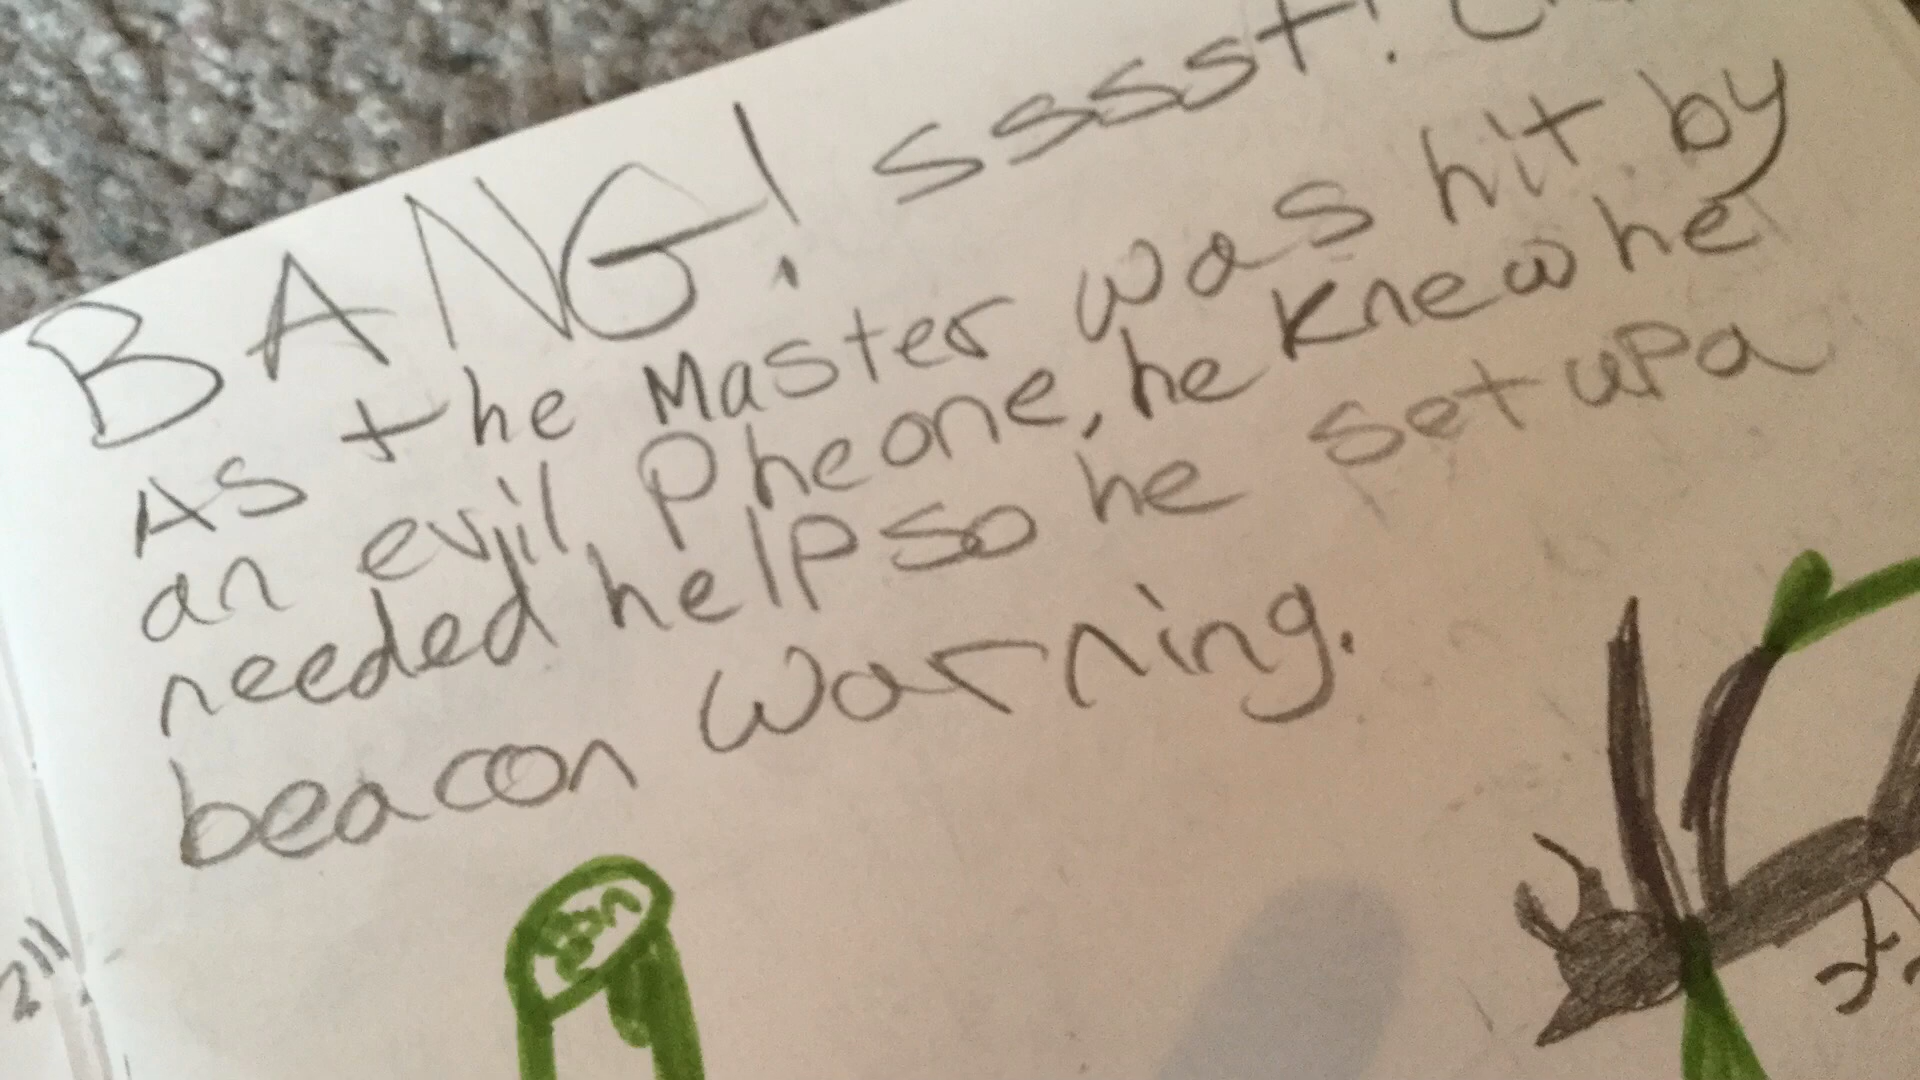 BANG! sssst!
As the Master was hit by
an evil Pheone, he knew he
needed help so he set up a
beacon warning.